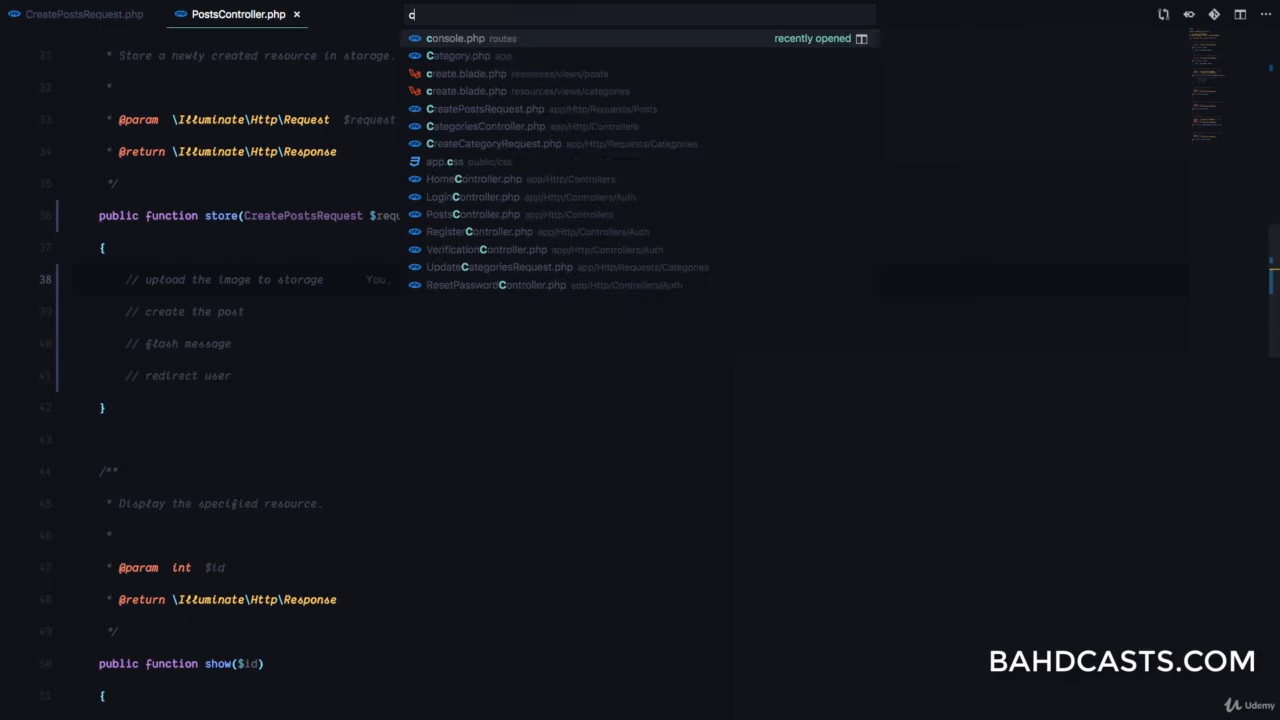 CreatePostsRequest.php
PostsController.php ×
c
console.php routes recently opened
Category.php app
create.blade.php resources/views/posts
create.blade.php resources/views/categories
CreatePostsRequest.php app/Http/Requests/Posts
CategoriesController.php app/Http/Controllers
CreateCategoryRequest.php app/Http/Requests/Categories
app.css public/css
HomeController.php app/Http/Controllers
LoginController.php app/Http/Controllers/Auth
PostsController.php app/Http/Controllers
RegisterController.php app/Http/Controllers/Auth
VerificationController.php app/Http/Controllers/Auth
UpdateCategoriesRequest.php app/Http/Requests/Categories
ResetPasswordController.php app/Http/Controllers/Auth
31 * Store a newly created resource in storage.
32 *
33 * @param \Illuminate\Http\Request $request
34 * @return \Illuminate\Http\Response
35 */
36 public function store(CreatePostsRequest $requ
37 {
38 // upload the image to storage You,
39 // create the post
40 // flash message
41 // redirect user
42 }
43
44 /**
45 * Display the specified resource.
46 *
47 * @param int $id
48 * @return \Illuminate\Http\Response
49 */
50 public function show($id)
51 {
BAHDCASTS.COM
Udemy